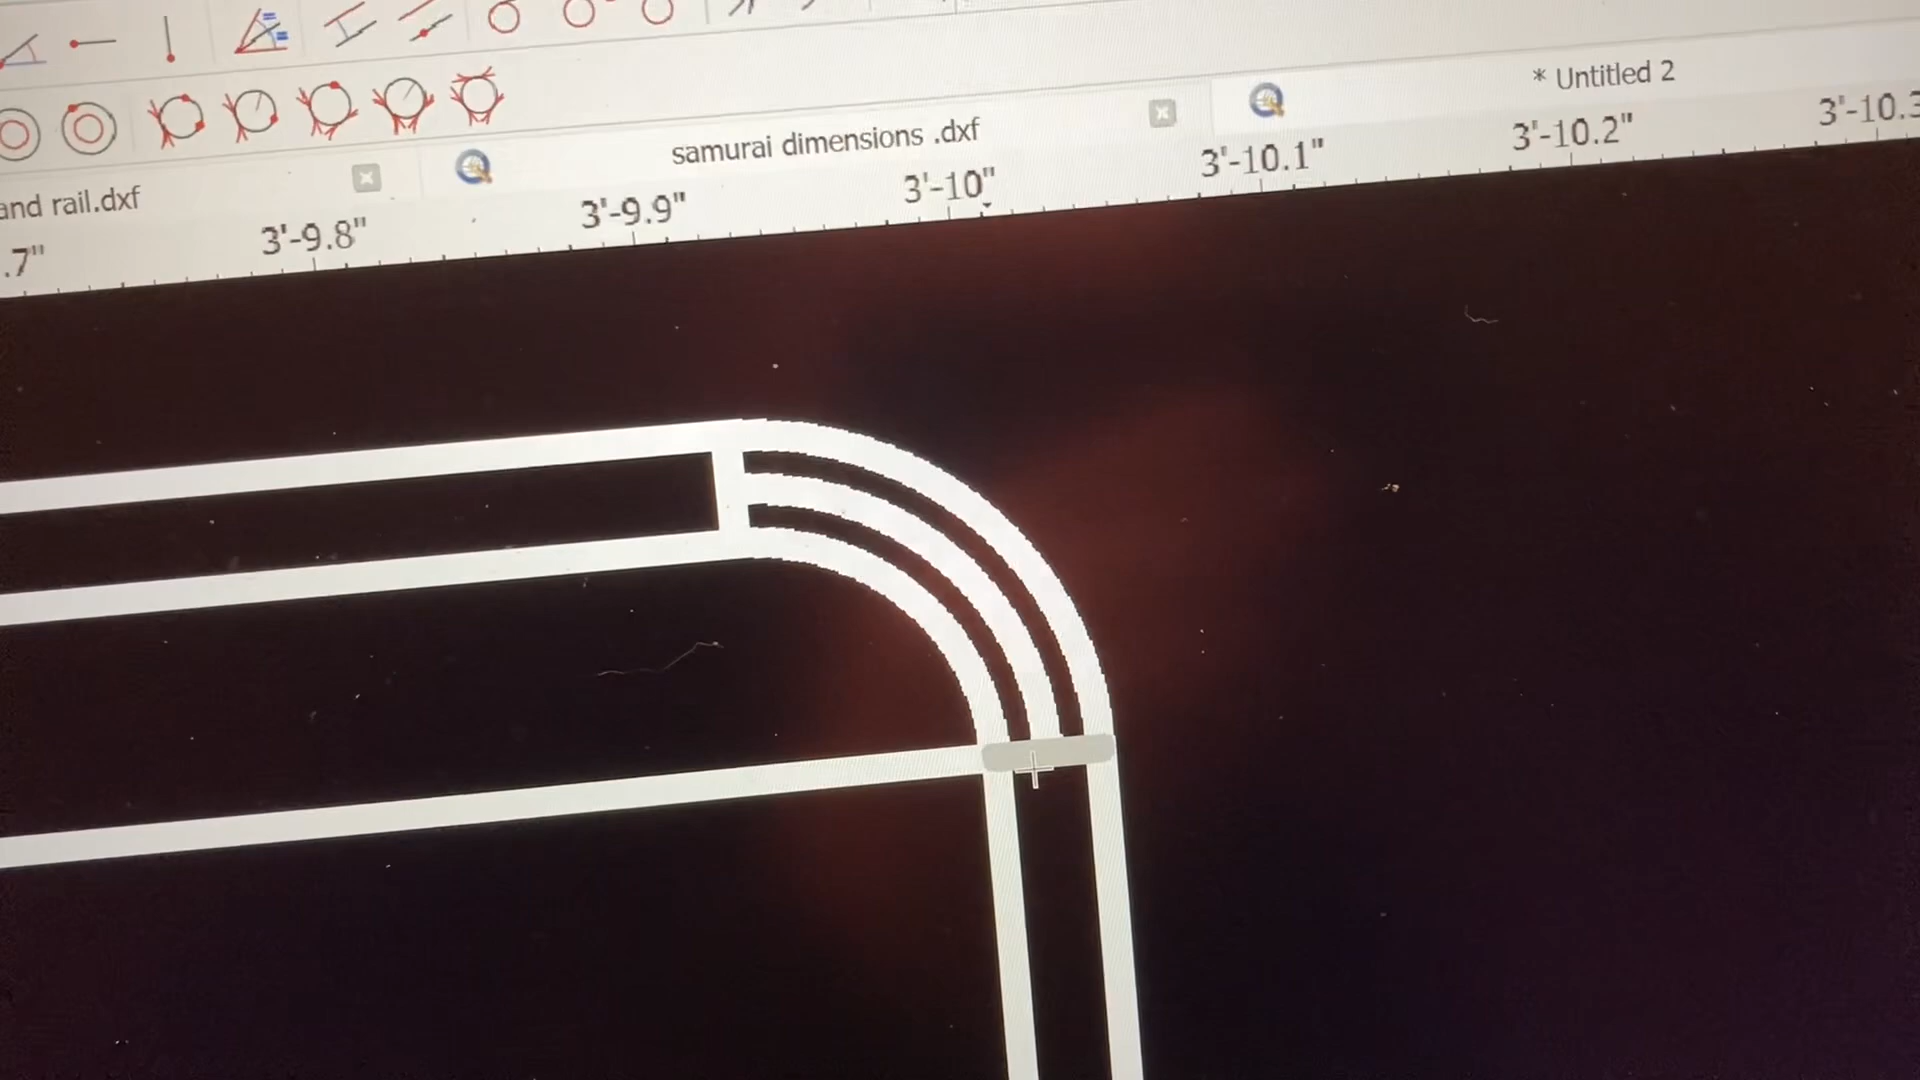 * Untitled 2
samurai dimensions .dxf
and rail.dxf
.7" 3'-9.8" 3'-9.9" 3'-10" 3'-10.1" 3'-10.2" 3'-10.3